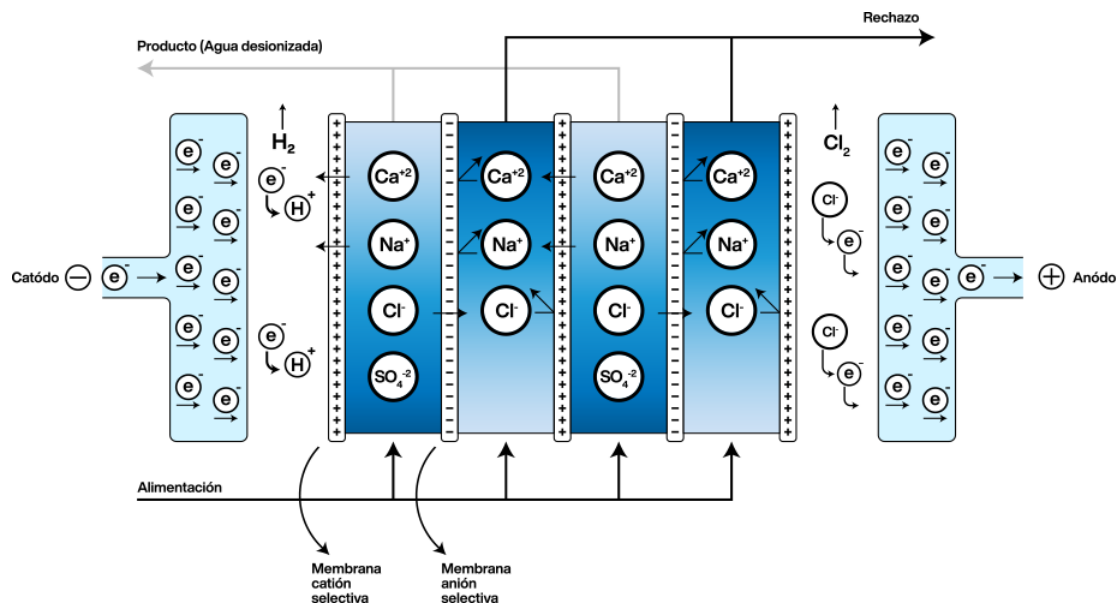 Rechazo
Producto (Agua desionizada)
H₂
Cl₂
e⁻ e⁻ e⁻ Ca⁺² Ca⁺² Ca⁺² Ca⁺² e⁻ e⁻
H⁺ Cl⁻
e⁻ e⁻ Na⁺ Na⁺ Na⁺ Na⁺ e⁻ e⁻ e⁻
Catódo − e⁻ e⁻ e⁻ e⁻ e⁻ e⁻ + Anódo
Cl⁻ Cl⁻ Cl⁻ Cl⁻
e⁻ e⁻ e⁻ Cl⁻ e⁻ e⁻
H⁺ e⁻
e⁻ e⁻ SO₄⁻² SO₄⁻² e⁻ e⁻
Alimentación
Membrana
catión
selectiva
Membrana
anión
selectiva